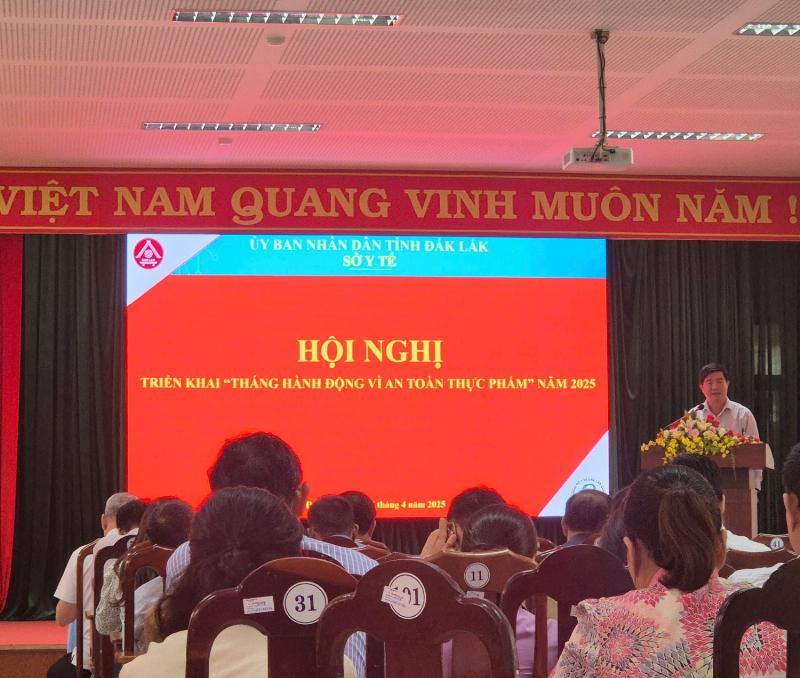 VIỆT NAM QUANG VINH MUÔN NĂM !
ỦY BAN NHÂN DÂN TỈNH ĐẮK LẮK
SỞ Y TẾ
HỘI NGHỊ
TRIỂN KHAI “THÁNG HÀNH ĐỘNG VÌ AN TOÀN THỰC PHẨM” NĂM 2025
tháng 4 năm 2025
11
41
31